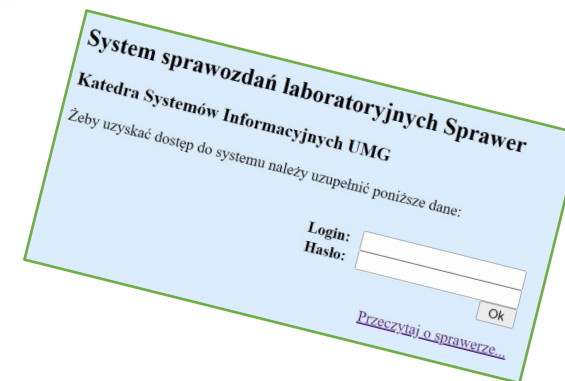 System sprawozdań laboratoryjnych Sprawer
Katedra Systemów Informacyjnych UMG
Żeby uzyskać dostęp do systemu należy uzupełnić poniższe dane:
Login:
Hasło:
Ok
Przeczytaj o sprawerze...